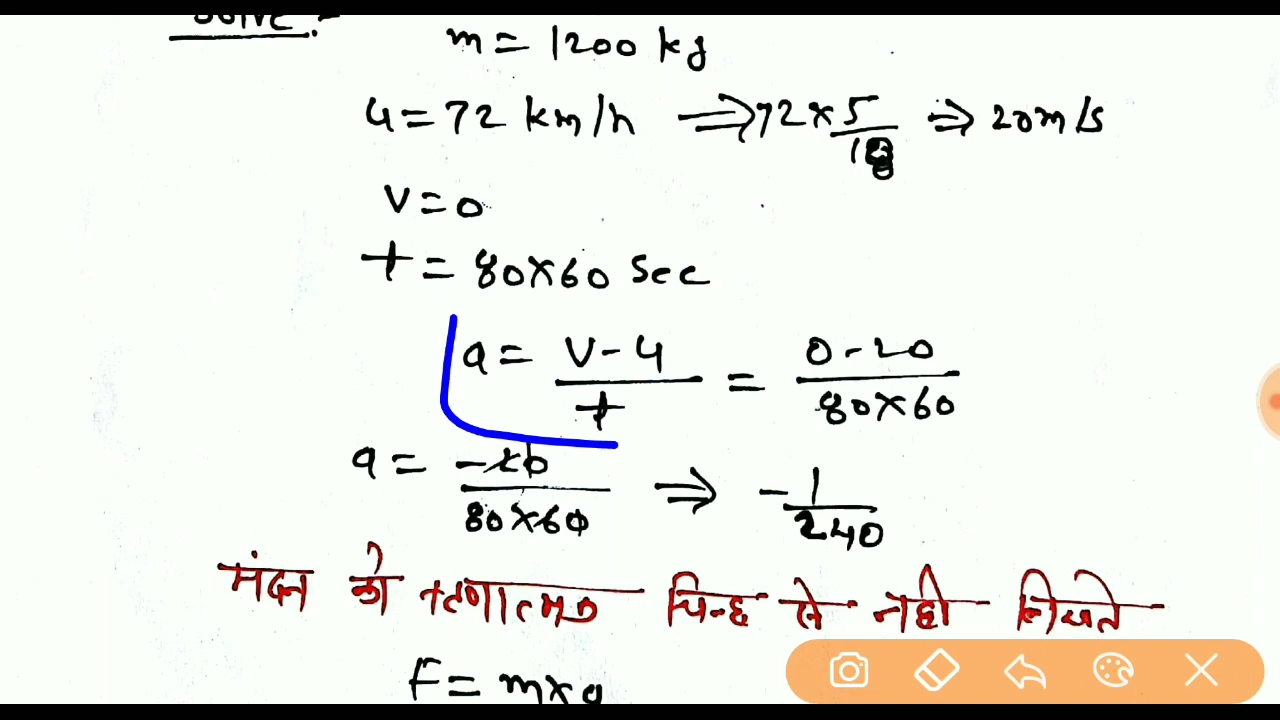 Solve :-
m = 1200 kg
u = 72 km/h ⇒ 72 × 5/18 ⇒ 20 m/s
v = 0
t = 80×60 Sec
a = v - u / t = 0 - 20 / 80×60
a = -20 / 80×60 ⇒ -1/240
मंदन को ऋणात्मक चिन्ह से नही लिखते
F = m×a